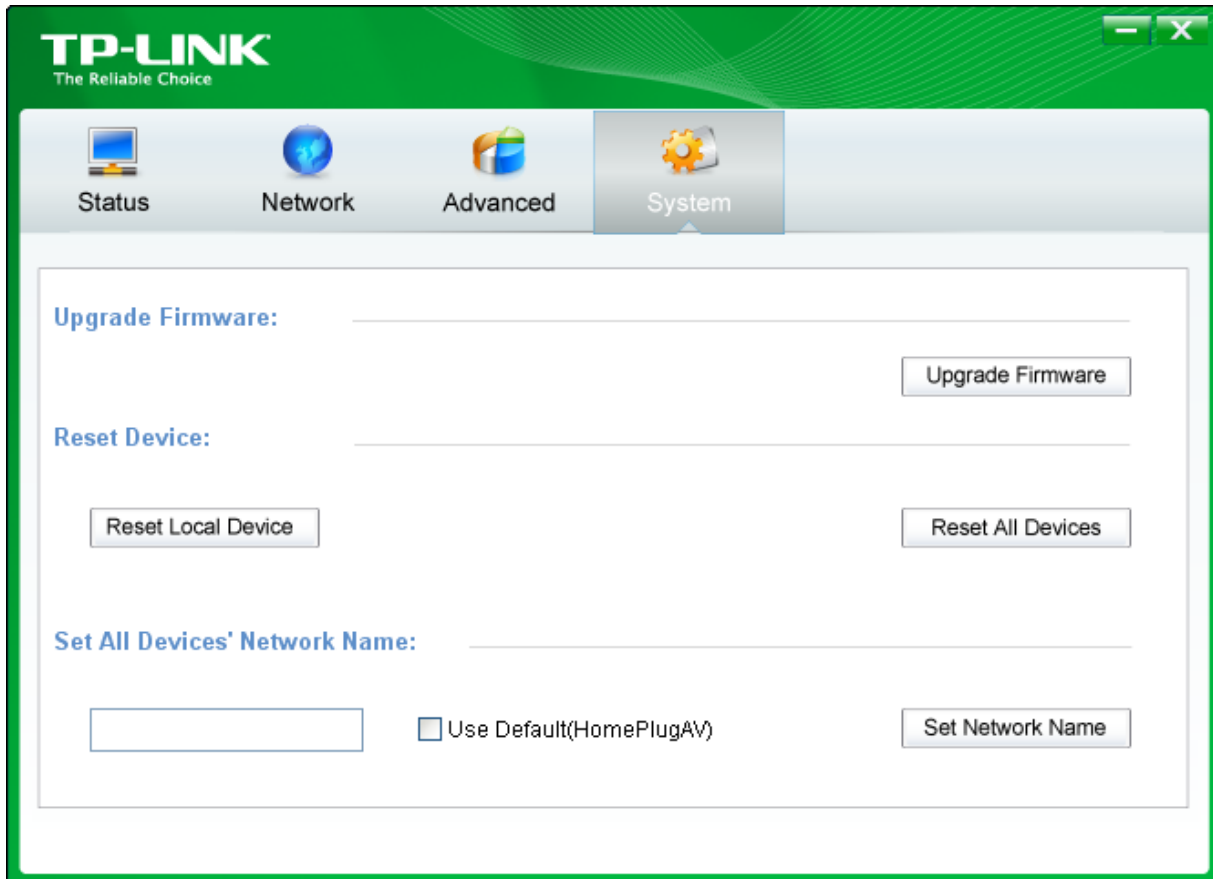 TP-LINK
The Reliable Choice
Status Network Advanced System
Upgrade Firmware:
Upgrade Firmware
Reset Device:
Reset Local Device Reset All Devices
Set All Devices' Network Name:
Use Default(HomePlugAV) Set Network Name